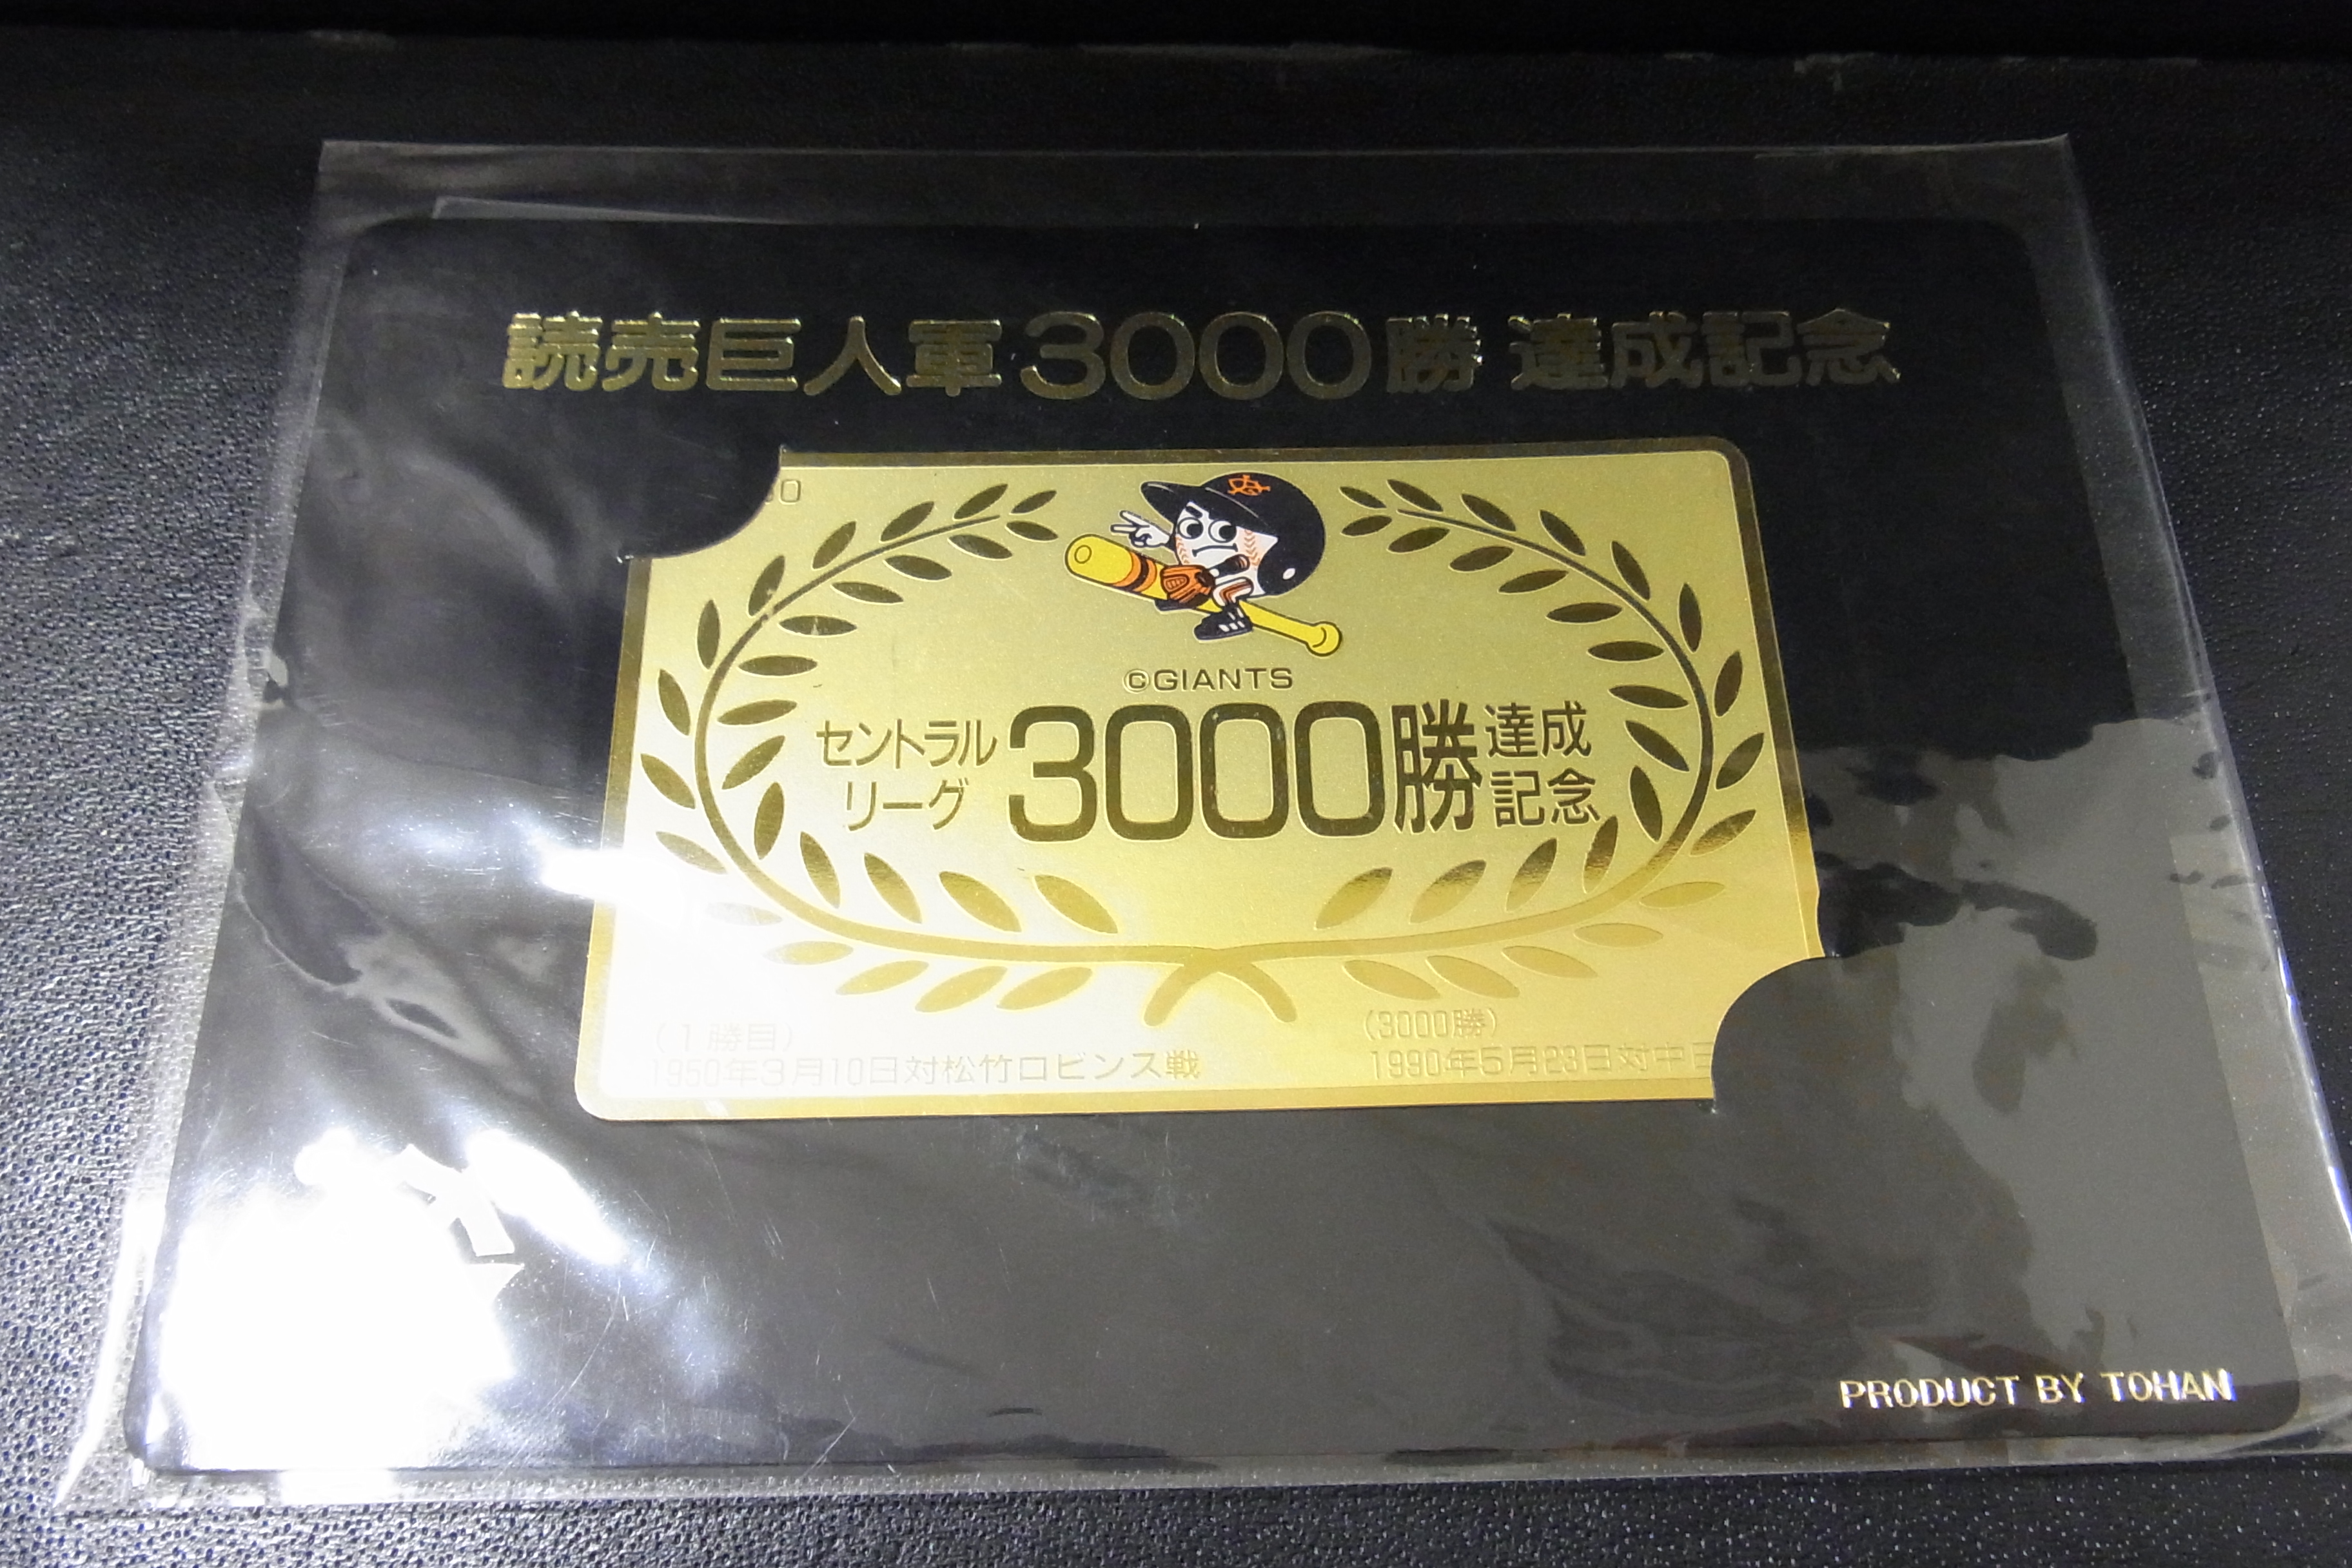 読売巨人軍3000勝 達成記念
0
©GIANTS
セントラル
リーグ
3000勝
達成
記念
(1勝目)
1950年3月10日対松竹ロビンス戦
(3000勝)
1990年5月23日対中日
PRODUCT BY TOHAN